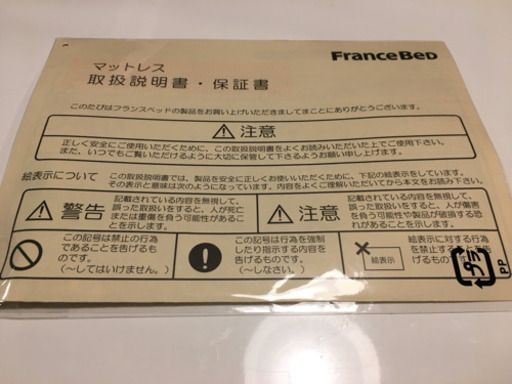 FRANCEBED
マットレス
取扱説明書・保証書
このたびはフランスベッドの製品をお買い上げいただきましてまことにありがとうございます。
注意
正しく安全にご使用いただくために、この取扱説明書をよくお読みいただいた上でご使用下さい。
また、いつでもご覧いただけるように大切に保管して下さるようお願い申し上げます。
絵表示について
この取扱説明書では、製品を安全に正しくお使いいただくために、下記の絵表示をしています。
その表示と意味は次のようになっています。内容をよくご理解いただいてから本文をお読み下さい。
警告
記載されている内容を無視して、
誤った取扱いをすると、人が死亡
または重傷を負う可能性があるこ
とを示します。
注意
記載されている内容を無視して、
誤った取扱いをすると、人が傷害
を負う可能性や製品が破損する恐
れがあることを示します。
この記号は禁止の行為
であることを告げるも
のです。
(〜してはいけません。)
この記号は行為を強制
したり指示する内容を
告げるものです。
(〜しなさい。)
絵表示
絵表示に対する行為
を禁止することを告
げるものです
PP